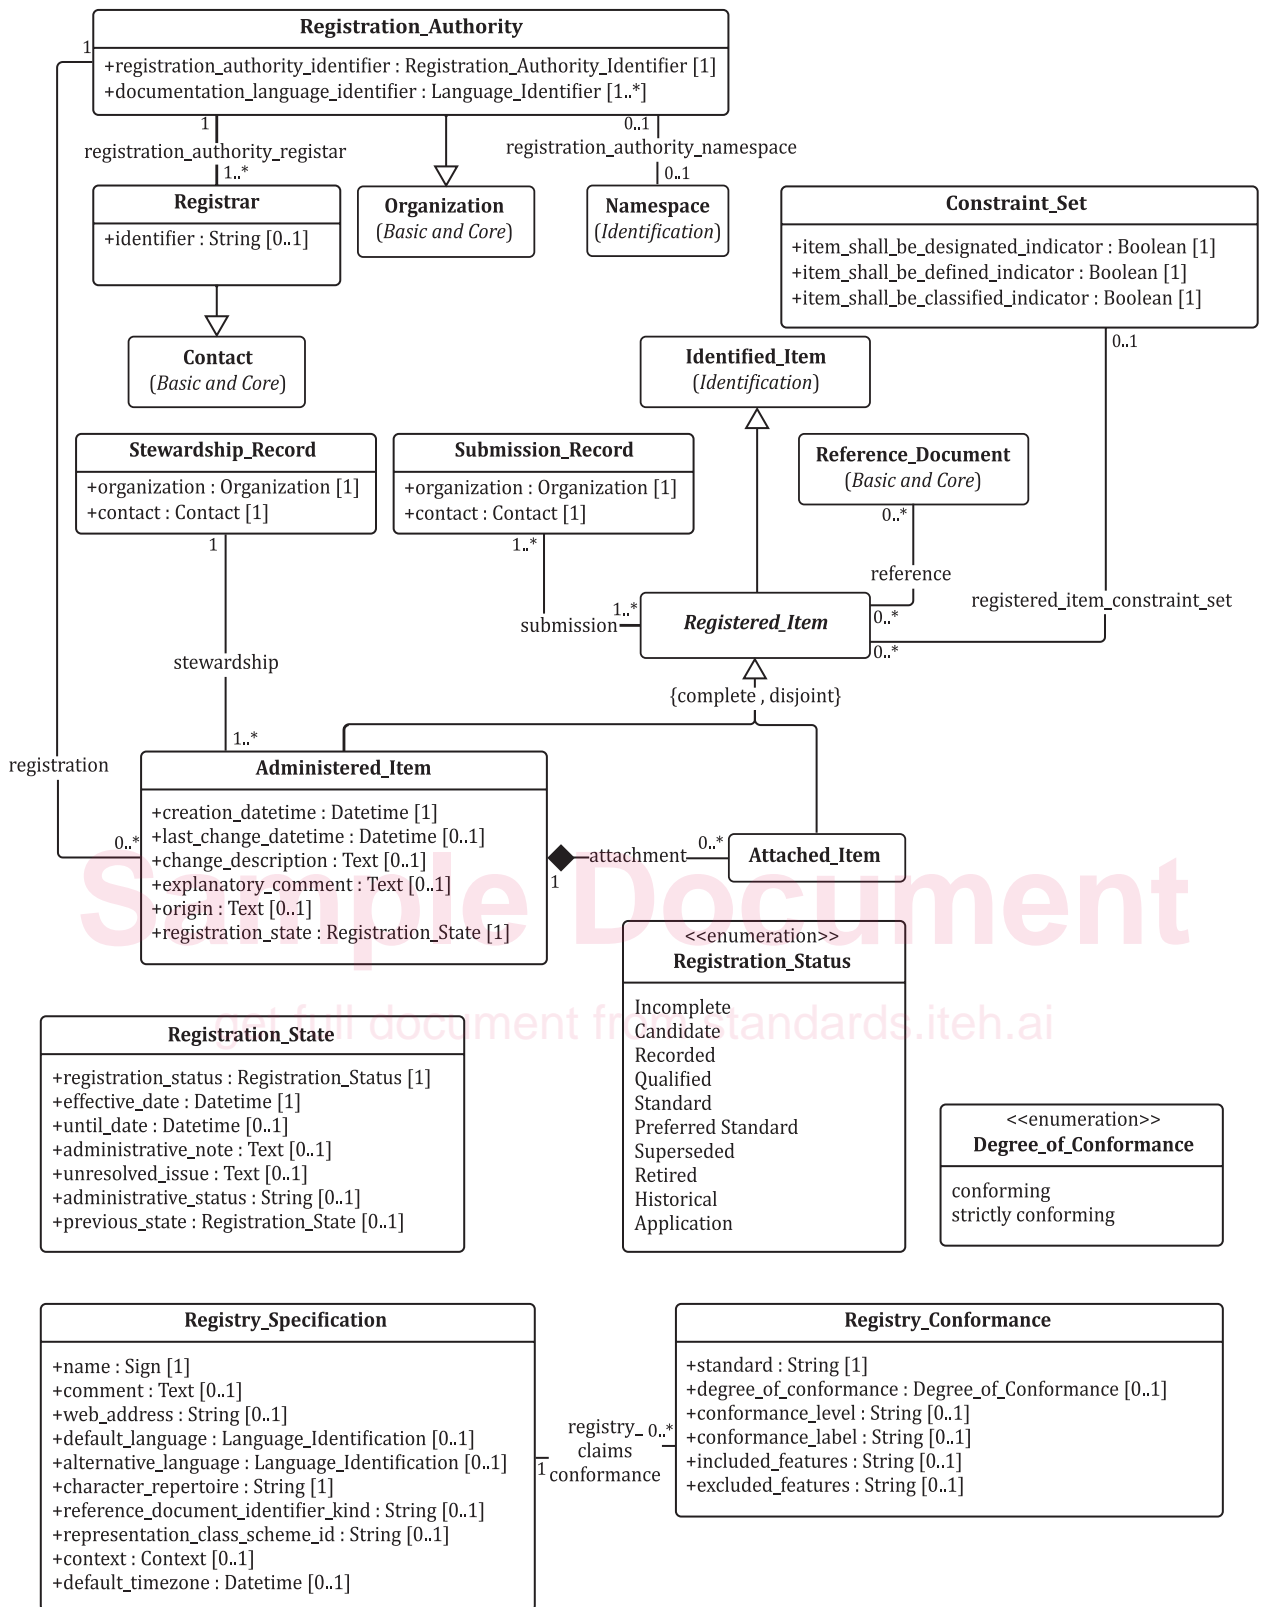 Registration_Authority
+registration_authority_identifier : Registration_Authority_Identifier [1]
+documentation_language_identifier : Language_Identifier [1..*]
1
1
registration_authority_registar
1..*
0..1
registration_authority_namespace
0..1
Registrar
+identifier : String [0..1]
Organization
(Basic and Core)
Namespace
(Identification)
Constraint_Set
+item_shall_be_designated_indicator : Boolean [1]
+item_shall_be_defined_indicator : Boolean [1]
+item_shall_be_classified_indicator : Boolean [1]
0..1
Contact
(Basic and Core)
Identified_Item
(Identification)
Stewardship_Record
+organization : Organization [1]
+contact : Contact [1]
1
Submission_Record
+organization : Organization [1]
+contact : Contact [1]
1..*
Reference_Document
(Basic and Core)
0..*
reference
0..*
registered_item_constraint_set
0..*
1..*
submission
Registered_Item
stewardship
{complete , disjoint}
1..*
registration
0..*
Administered_Item
+creation_datetime : Datetime [1]
+last_change_datetime : Datetime [0..1]
+change_description : Text [0..1]
+explanatory_comment : Text [0..1]
+origin : Text [0..1]
+registration_state : Registration_State [1]
1
attachment
0..*
Attached_Item
Sample Document
get full document from standards.iteh.ai
<<enumeration>>
Registration_Status
Incomplete
Candidate
Recorded
Qualified
Standard
Preferred Standard
Superseded
Retired
Historical
Application
Registration_State
+registration_status : Registration_Status [1]
+effective_date : Datetime [1]
+until_date : Datetime [0..1]
+administrative_note : Text [0..1]
+unresolved_issue : Text [0..1]
+administrative_status : String [0..1]
+previous_state : Registration_State [0..1]
<<enumeration>>
Degree_of_Conformance
conforming
strictly conforming
Registry_Specification
+name : Sign [1]
+comment : Text [0..1]
+web_address : String [0..1]
+default_language : Language_Identification [0..1]
+alternative_language : Language_Identification [0..1]
+character_repertoire : String [1]
+reference_document_identifier_kind : String [0..1]
+representation_class_scheme_id : String [0..1]
+context : Context [0..1]
+default_timezone : Datetime [0..1]
1
registry_
claims
conformance
0..*
Registry_Conformance
+standard : String [1]
+degree_of_conformance : Degree_of_Conformance [0..1]
+conformance_level : String [0..1]
+conformance_label : String [0..1]
+included_features : String [0..1]
+excluded_features : String [0..1]